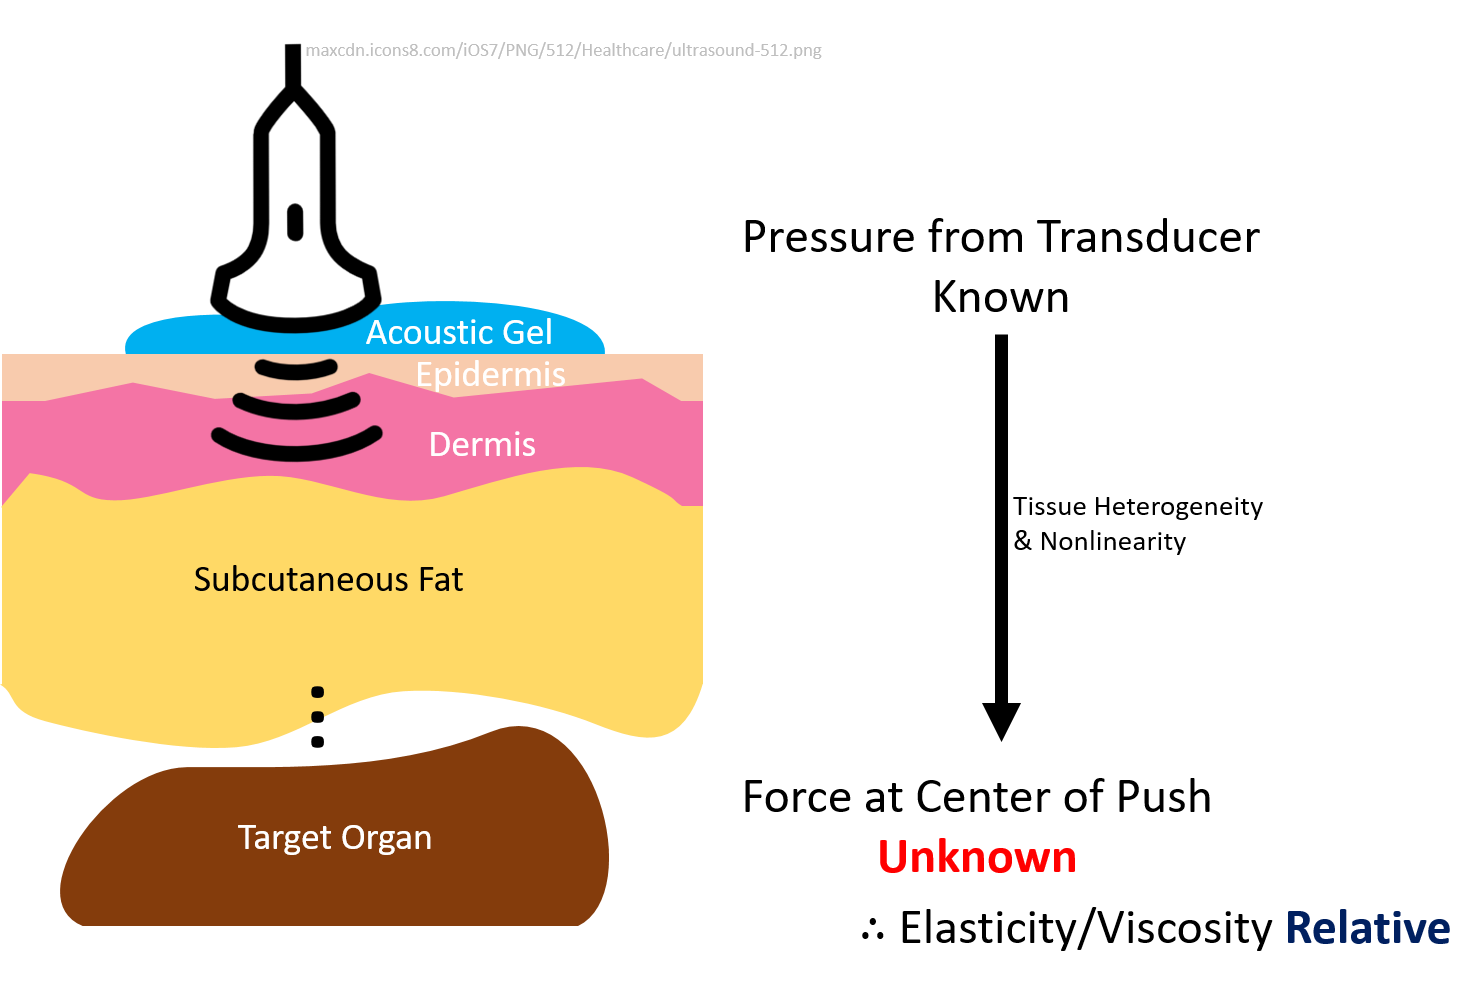 maxcdn.icons8.com/iOS7/PNG/512/Healthcare/ultrasound-512.png
Pressure from Transducer
Known
Acoustic Gel
Epidermis
Dermis
Tissue Heterogeneity
& Nonlinearity
Subcutaneous Fat
Force at Center of Push
Unknown
Target Organ
∴ Elasticity/Viscosity Relative